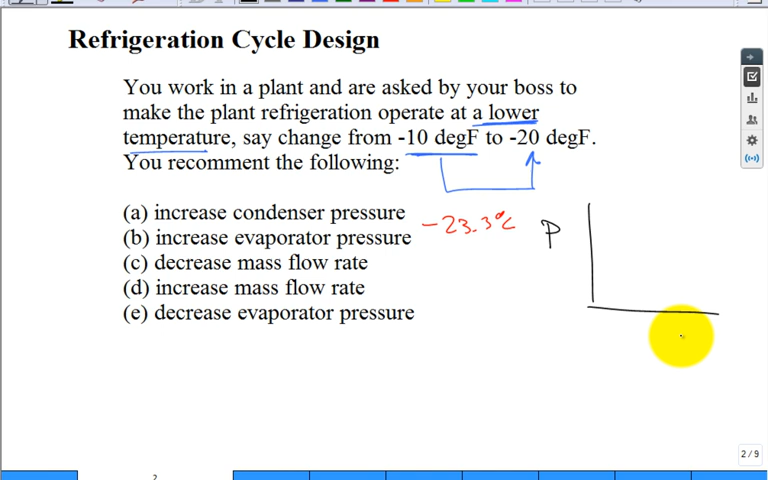 Refrigeration Cycle Design
You work in a plant and are asked by your boss to
make the plant refrigeration operate at a lower
temperature, say change from -10 degF to -20 degF.
You recomment the following:
(a) increase condenser pressure
(b) increase evaporator pressure
(c) decrease mass flow rate
(d) increase mass flow rate
(e) decrease evaporator pressure
-23.3°C
P
2 / 9
2